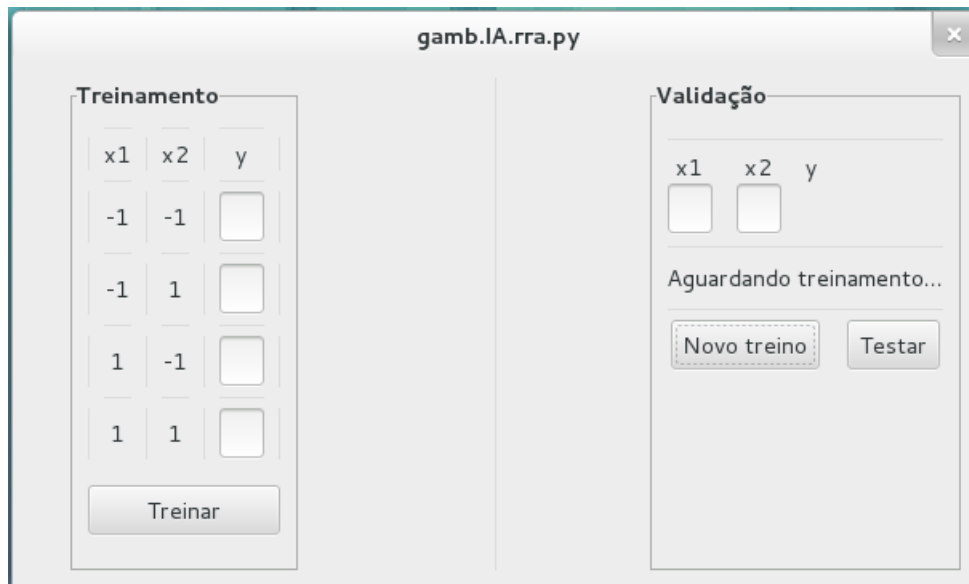 gamb.IA.rra.py
Treinamento
x1 x2 y
-1 -1
-1 1
1 -1
1 1
Treinar
Validação
x1 x2 y
Aguardando treinamento...
Novo treino Testar